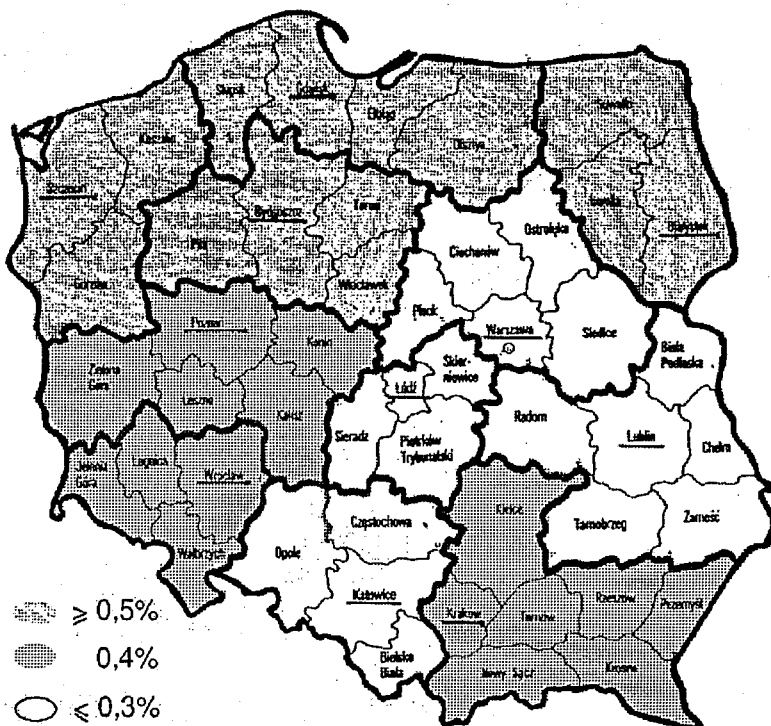 Słupsk
Gdańsk
Elbląg
Olsztyn
Suwałki
Koszalin
Szczecin
Bydgoszcz
Toruń
Łomża
Białystok
Ostrołęka
Ciechanów
Piła
Gorzów
Włocławek
Płock
Warszawa
Siedlce
Biała
Podlaska
Poznań
Konin
Zielona
Góra
Leszno
Kalisz
Skier-
niewice
Łódź
Sieradz
Piotrków
Trybunalski
Radom
Lublin
Chełm
Jelenia
Góra
Legnica
Wrocław
Wałbrzych
Opole
Częstochowa
Kielce
Tarnobrzeg
Zamość
Katowice
Kraków
Tarnów
Rzeszów
Przemyśl
Bielsko
Biała
Nowy Sącz
Krosno
≥ 0,5%
0,4%
≤ 0,3%